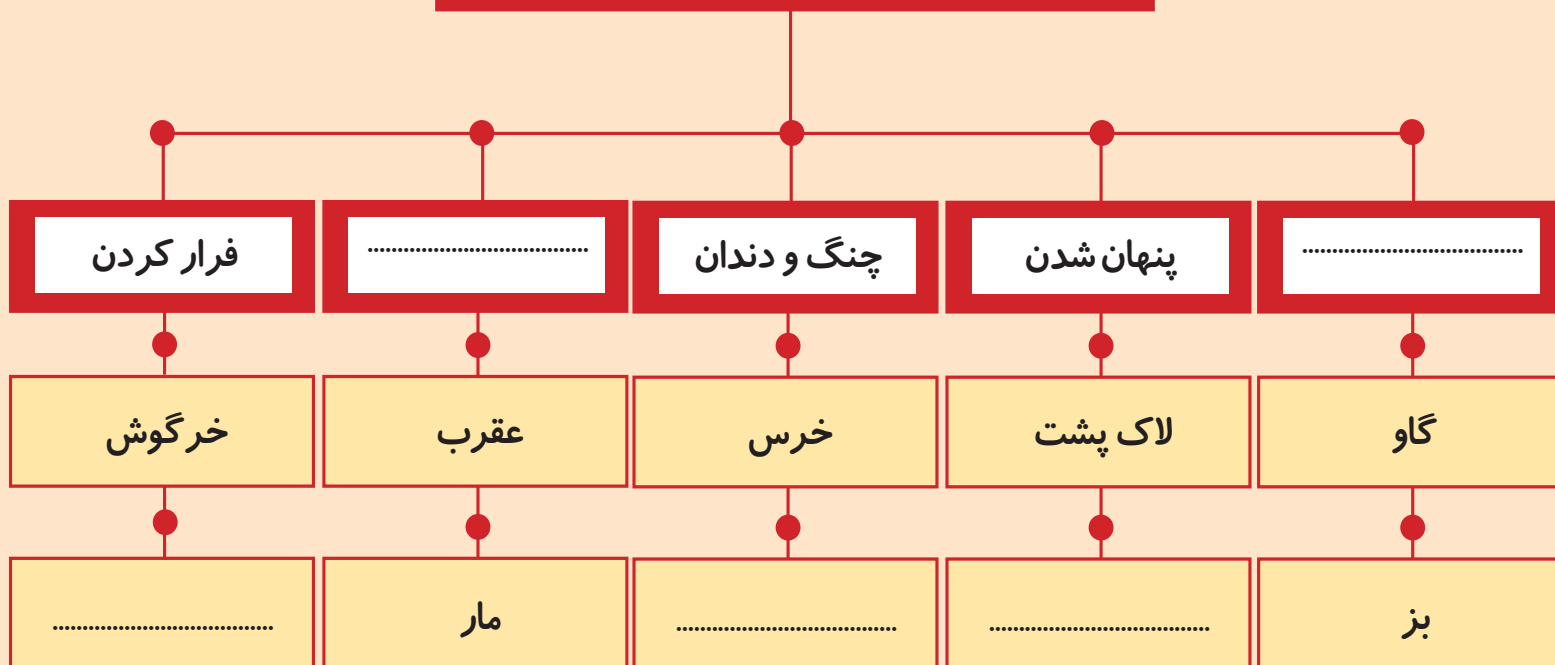 ................................ پنهان شدن چنگ و دندان ................................ فرار کردن
گاو لاک پشت خرس عقرب خرگوش
بز ................................ ................................ مار ................................